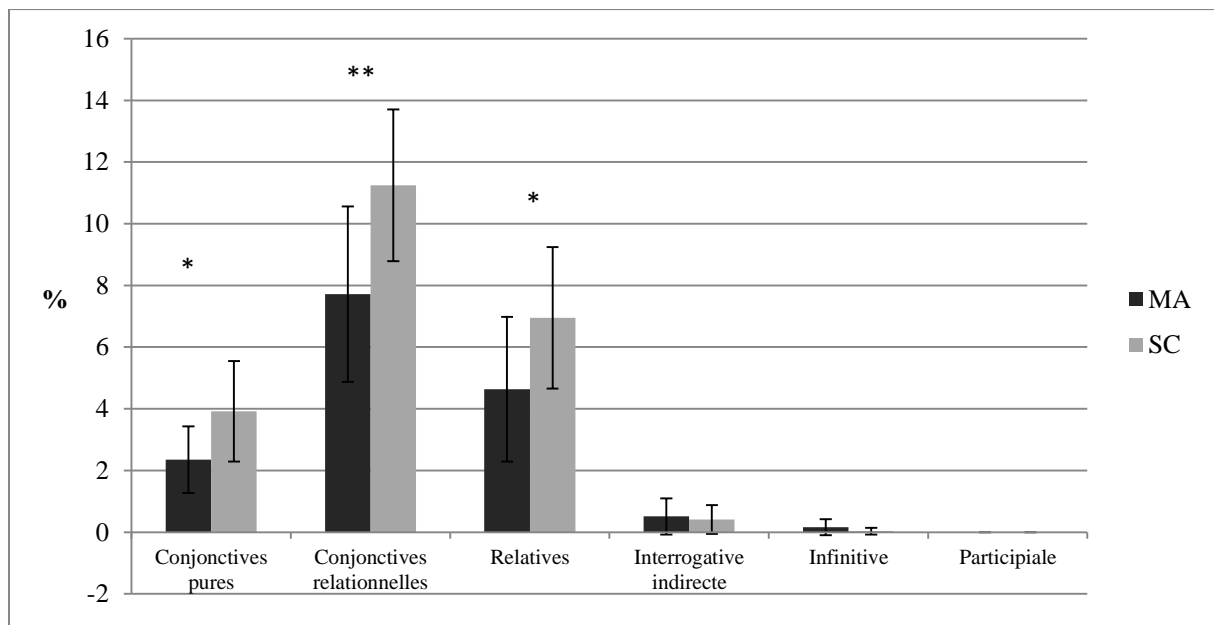 16
14
12
10
8
6
4
2
0
-2
%
*
**
*
Conjonctives
pures
Conjonctives
relationnelles
Relatives
Interrogative
indirecte
Infinitive
Participiale
MA
SC